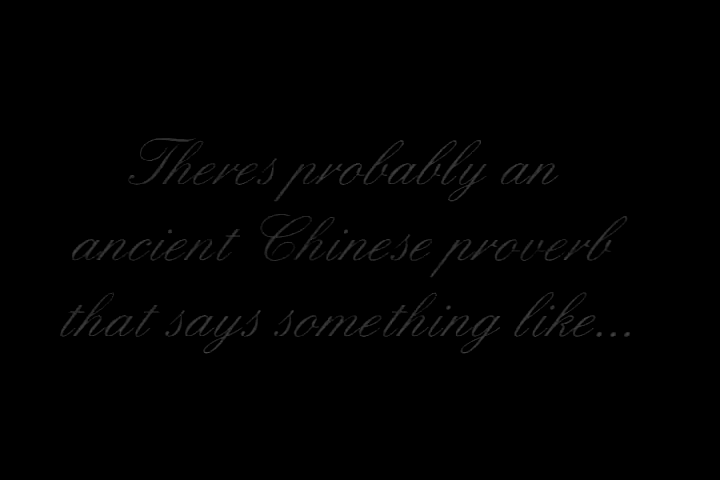 Theres probably an
ancient Chinese proverb
that says something like...